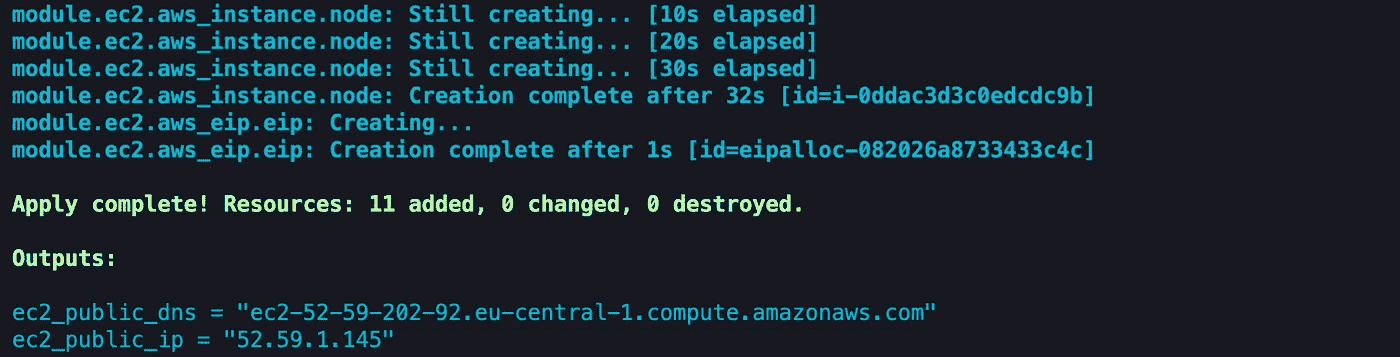 module.ec2.aws_instance.node: Still creating... [10s elapsed]
module.ec2.aws_instance.node: Still creating... [20s elapsed]
module.ec2.aws_instance.node: Still creating... [30s elapsed]
module.ec2.aws_instance.node: Creation complete after 32s [id=i-0ddac3d3c0edcdc9b]
module.ec2.aws_eip.eip: Creating...
module.ec2.aws_eip.eip: Creation complete after 1s [id=eipalloc-082026a8733433c4c]
Apply complete! Resources: 11 added, 0 changed, 0 destroyed.
Outputs:
ec2_public_dns = "ec2-52-59-202-92.eu-central-1.compute.amazonaws.com"
ec2_public_ip = "52.59.1.145"